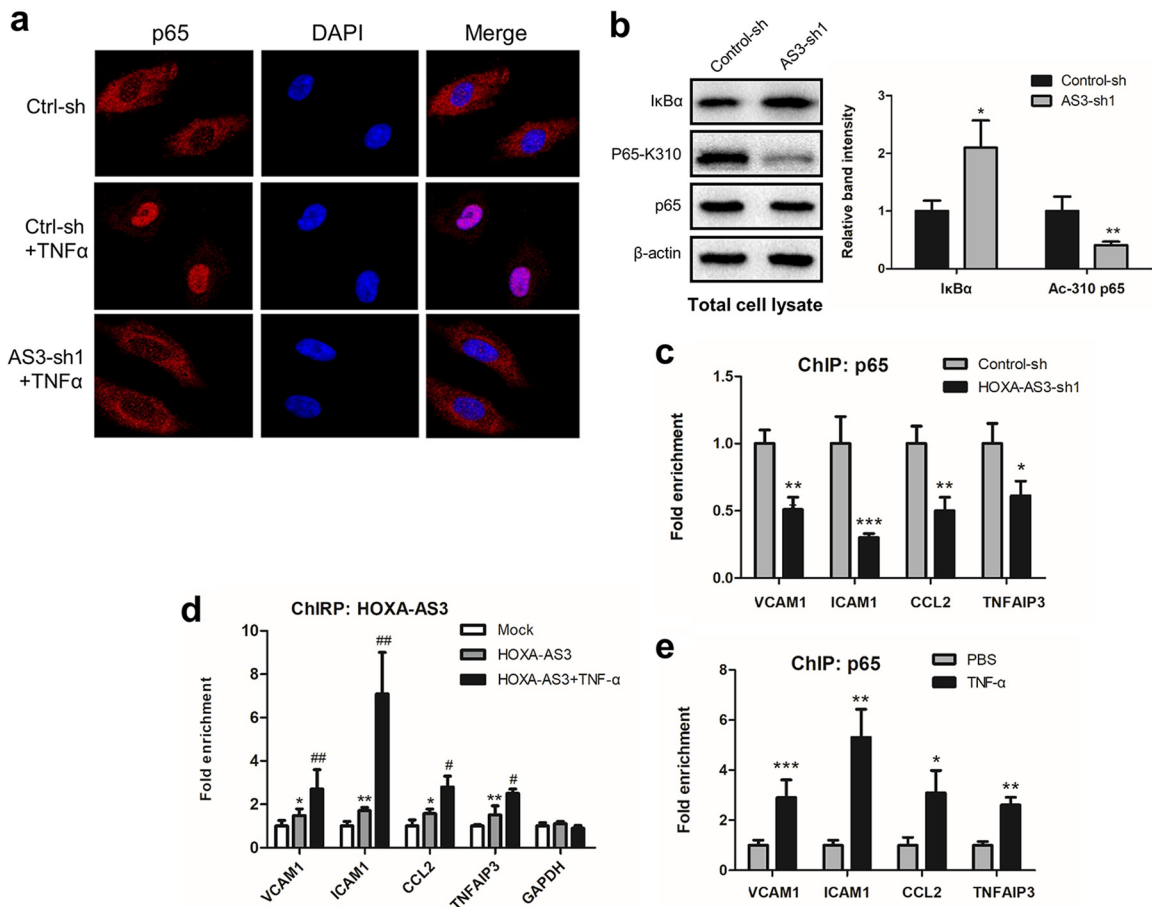 a
p65 DAPI Merge
Ctrl-sh
Ctrl-sh
+TNFα
AS3-sh1
+TNFα
b
Control-sh
AS3-sh1
IκBα
P65-K310
p65
β-actin
Total cell lysate
Control-sh
AS3-sh1
Relative band intensity
3
2
1
0
*
**
IκBα Ac-310 p65
c
ChIP: p65
Control-sh
HOXA-AS3-sh1
Fold enrichment
1.5
1.0
0.5
0.0
** *** ** *
VCAM1 ICAM1 CCL2 TNFAIP3
d
ChIRP: HOXA-AS3
Mock
HOXA-AS3
HOXA-AS3+TNF-α
Fold enrichment
10
8
6
4
2
0
* ## ** ## * # ** #
VCAM1 ICAM1 CCL2 TNFAIP3 GAPDH
e
ChIP: p65
PBS
TNF-α
Fold enrichment
8
6
4
2
0
*** ** * **
VCAM1 ICAM1 CCL2 TNFAIP3